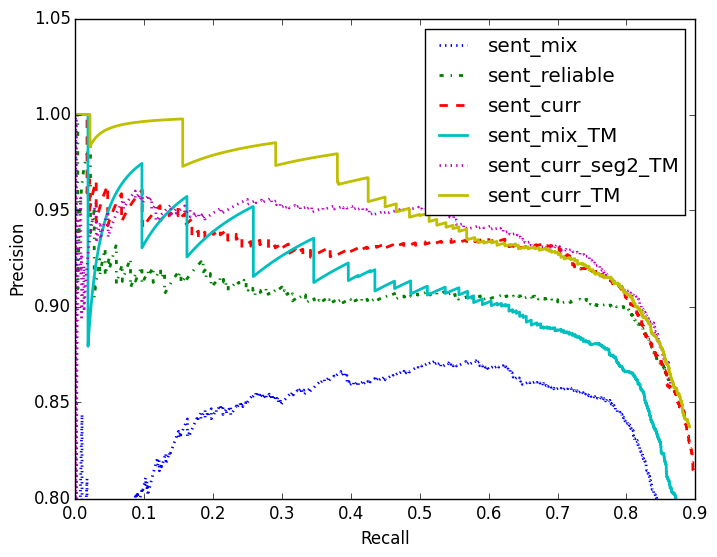 1.05
1.00
0.95
0.90
0.85
0.80
Precision
sent_mix
sent_reliable
sent_curr
sent_mix_TM
sent_curr_seg2_TM
sent_curr_TM
0.0 0.1 0.2 0.3 0.4 0.5 0.6 0.7 0.8 0.9
Recall